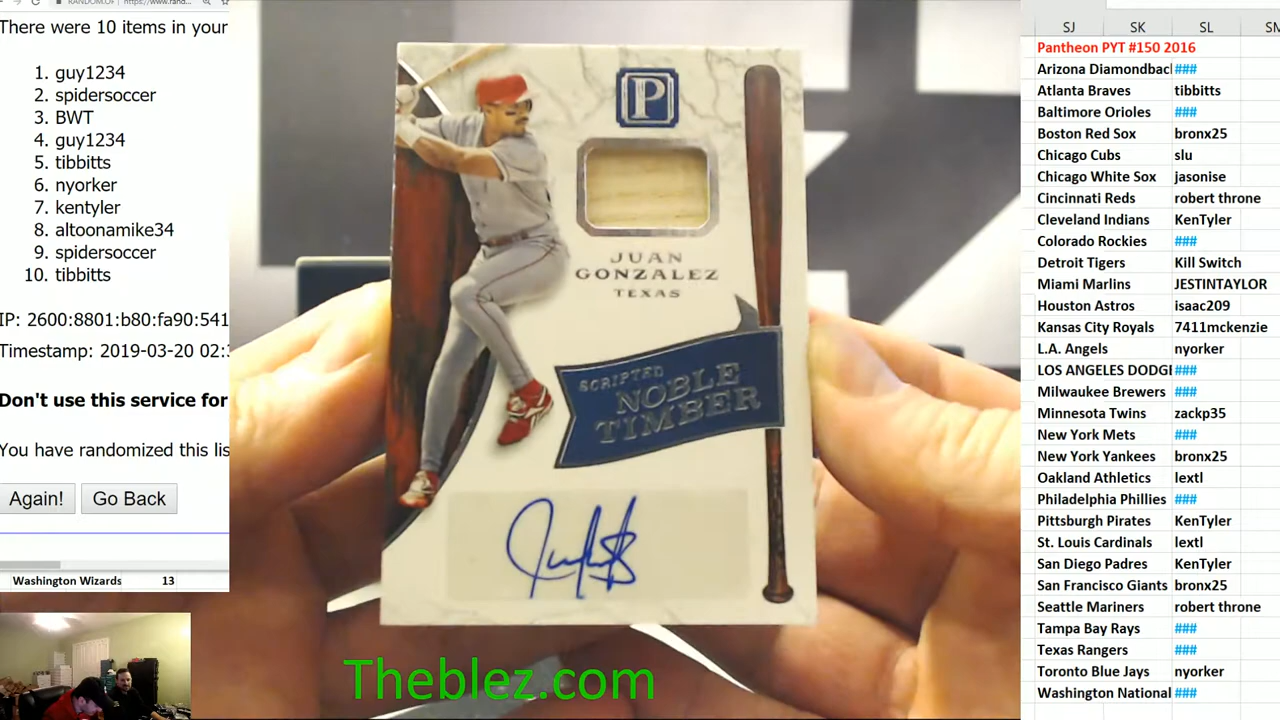 There were 10 items in your
1. guy1234
2. spidersoccer
3. BWT
4. guy1234
5. tibbitts
6. nyorker
7. kentyler
8. altoonamike34
9. spidersoccer
10. tibbitts
IP: 2600:8801:b80:fa90:541
Timestamp: 2019-03-20 02:
Don't use this service for
You have randomized this lis
Again! Go Back
Washington Wizards 13
P
JUAN
GONZALEZ
TEXAS
SCRIPTED
NOBLE
TIMBER
Theblez.com
SJ SK SL SM
Pantheon PYT #150 2016
Arizona Diamondbac ###
Atlanta Braves tibbitts
Baltimore Orioles ###
Boston Red Sox bronx25
Chicago Cubs slu
Chicago White Sox jasonise
Cincinnati Reds robert throne
Cleveland Indians KenTyler
Colorado Rockies ###
Detroit Tigers Kill Switch
Miami Marlins JESTINTAYLOR
Houston Astros isaac209
Kansas City Royals 7411mckenzie
L.A. Angels nyorker
LOS ANGELES DODGE ###
Milwaukee Brewers ###
Minnesota Twins zackp35
New York Mets ###
New York Yankees bronx25
Oakland Athletics lextl
Philadelphia Phillies ###
Pittsburgh Pirates KenTyler
St. Louis Cardinals lextl
San Diego Padres KenTyler
San Francisco Giants bronx25
Seattle Mariners robert throne
Tampa Bay Rays ###
Texas Rangers ###
Toronto Blue Jays nyorker
Washington National ###